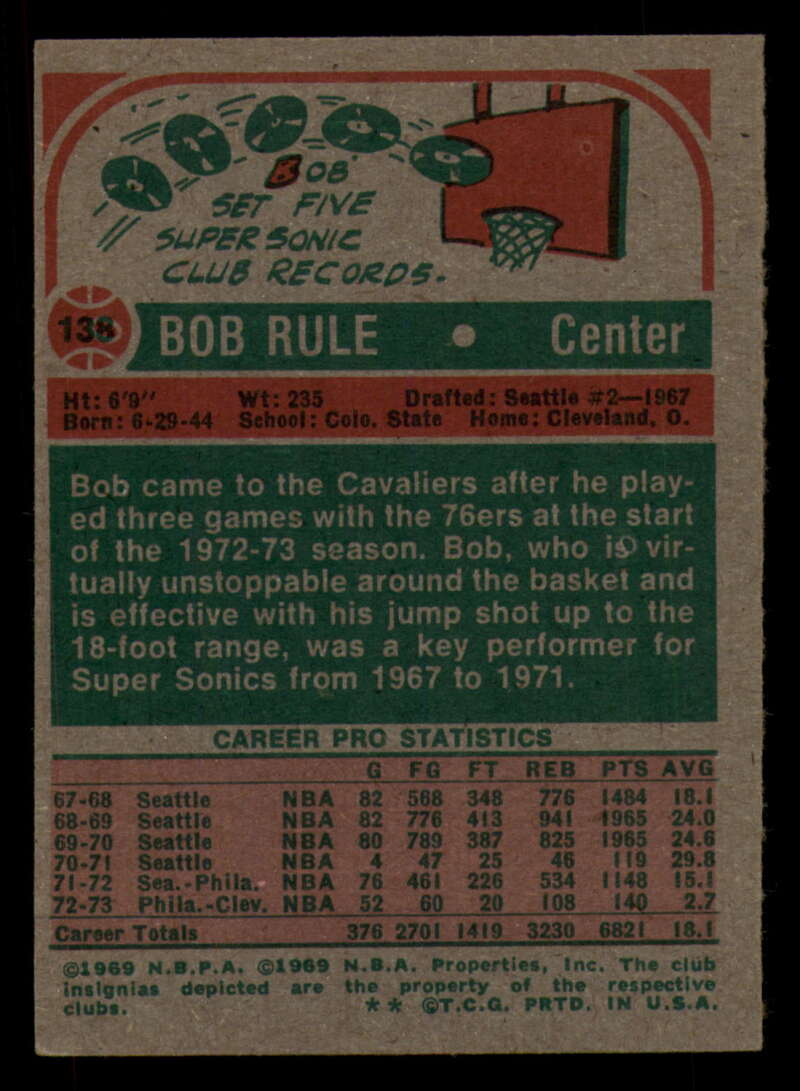 BOB
SET FIVE
SUPER SONIC
CLUB RECORDS.
138 BOB RULE • Center
Ht: 6'9" Wt: 235 Drafted: Seattle #2—1967
Born: 6-29-44 School: Colo. State Home: Cleveland, O.
Bob came to the Cavaliers after he play-
ed three games with the 76ers at the start
of the 1972-73 season. Bob, who is vir-
tually unstoppable around the basket and
is effective with his jump shot up to the
18-foot range, was a key performer for
Super Sonics from 1967 to 1971.
CAREER PRO STATISTICS
G FG FT REB PTS AVG
67-68 Seattle NBA 82 568 348 776 1484 18.1
68-69 Seattle NBA 82 776 413 941 1965 24.0
69-70 Seattle NBA 80 789 387 825 1965 24.6
70-71 Seattle NBA 4 47 25 46 119 29.8
71-72 Sea.-Phila. NBA 76 461 226 534 1148 15.1
72-73 Phila.-Clev. NBA 52 60 20 108 140 2.7
Career Totals 376 2701 1419 3230 6821 18.1
©1969 N.B.P.A. ©1969 N.B.A. Properties, Inc. The club
insignias depicted are the property of the respective
clubs. ** ©T.C.G. PRTD. IN U.S.A.